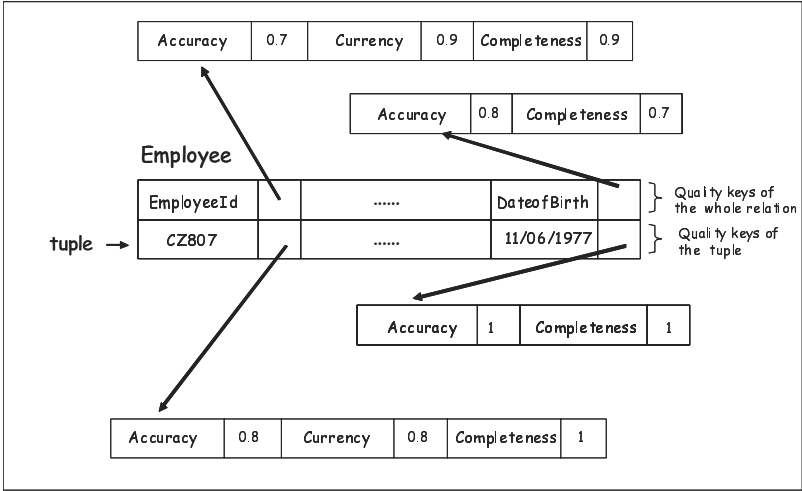 Accuracy 0.7 Currency 0.9 Completeness 0.9
Accuracy 0.8 Completeness 0.7
Employee
EmployeeId ...... DateofBirth
Quality keys of
the whole relation
tuple CZ807 ...... 11/06/1977
Quality keys of
the tuple
Accuracy 1 Completeness 1
Accuracy 0.8 Currency 0.8 Completeness 1